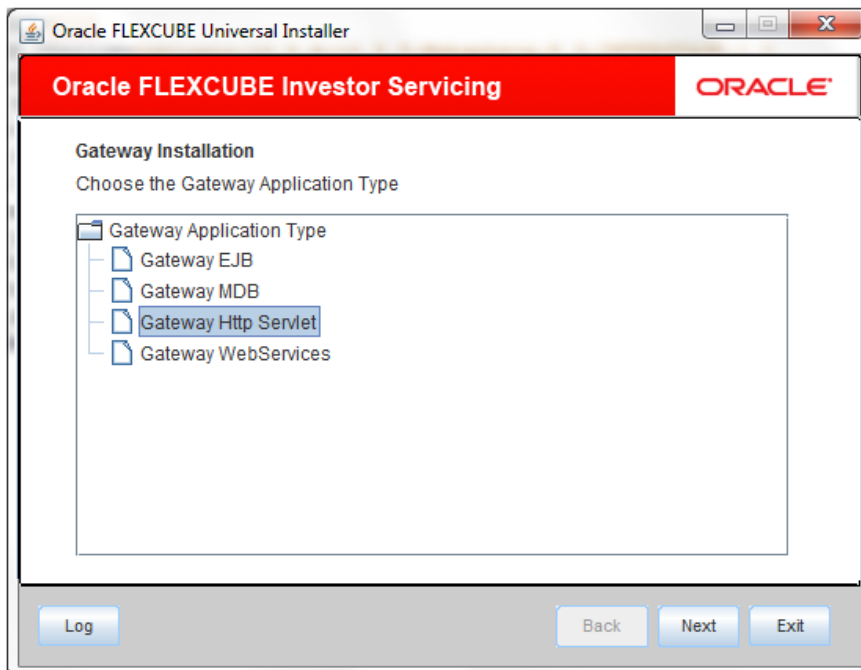 Oracle FLEXCUBE Universal Installer
Oracle FLEXCUBE Investor Servicing
ORACLE
Gateway Installation
Choose the Gateway Application Type
Gateway Application Type
Gateway EJB
Gateway MDB
Gateway Http Servlet
Gateway WebServices
Log Back Next Exit